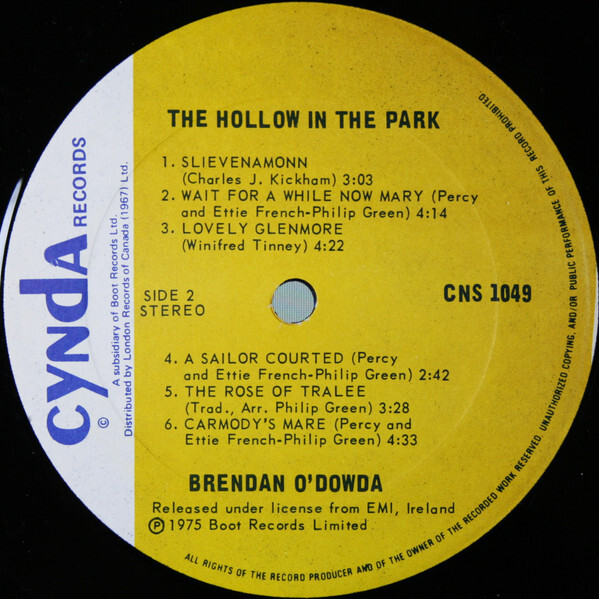 THE HOLLOW IN THE PARK
1. SLIEVENAMONN
(Charles J. Kickham) 3:03
2. WAIT FOR A WHILE NOW MARY (Percy
and Ettie French-Philip Green) 4:14
3. LOVELY GLENMORE
(Winifred Tinney) 4:22
SIDE 2
STEREO
CNS 1049
4. A SAILOR COURTED (Percy
and Ettie French-Philip Green) 2:42
5. THE ROSE OF TRALEE
(Trad., Arr. Philip Green) 3:28
6. CARMODY'S MARE (Percy and
Ettie French-Philip Green) 4:33
BRENDAN O'DOWDA
Released under license from EMI, Ireland
Ⓟ 1975 Boot Records Limited
cyndA RECORDS
©
A subsidiary of Boot Records Ltd.
Distributed by London Records of Canada (1967) Ltd.
ALL RIGHTS OF THE RECORD PRODUCER AND OF THE OWNER OF THE RECORDED WORK RESERVED. UNAUTHORIZED COPYING, AND/OR PUBLIC PERFORMANCE OF THIS RECORD PROHIBITED.